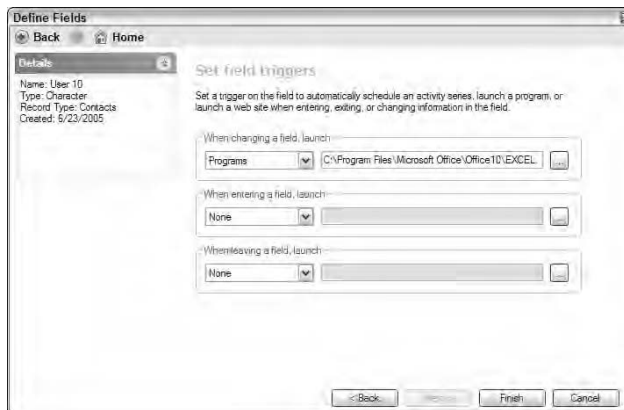 Define Fields
Back Home
Details
Name: User 10
Type: Character
Record Type: Contacts
Created: 6/23/2005
Set field triggers
Set a trigger on the field to automatically schedule an activity series, launch a program, or
launch a web site when entering, exiting, or changing information in the field.
When changing a field, launch
Programs C:\Program Files\Microsoft Office\Office10\EXCEL. ...
When entering a field, launch
None ...
When leaving a field, launch
None ...
< Back Finish Cancel